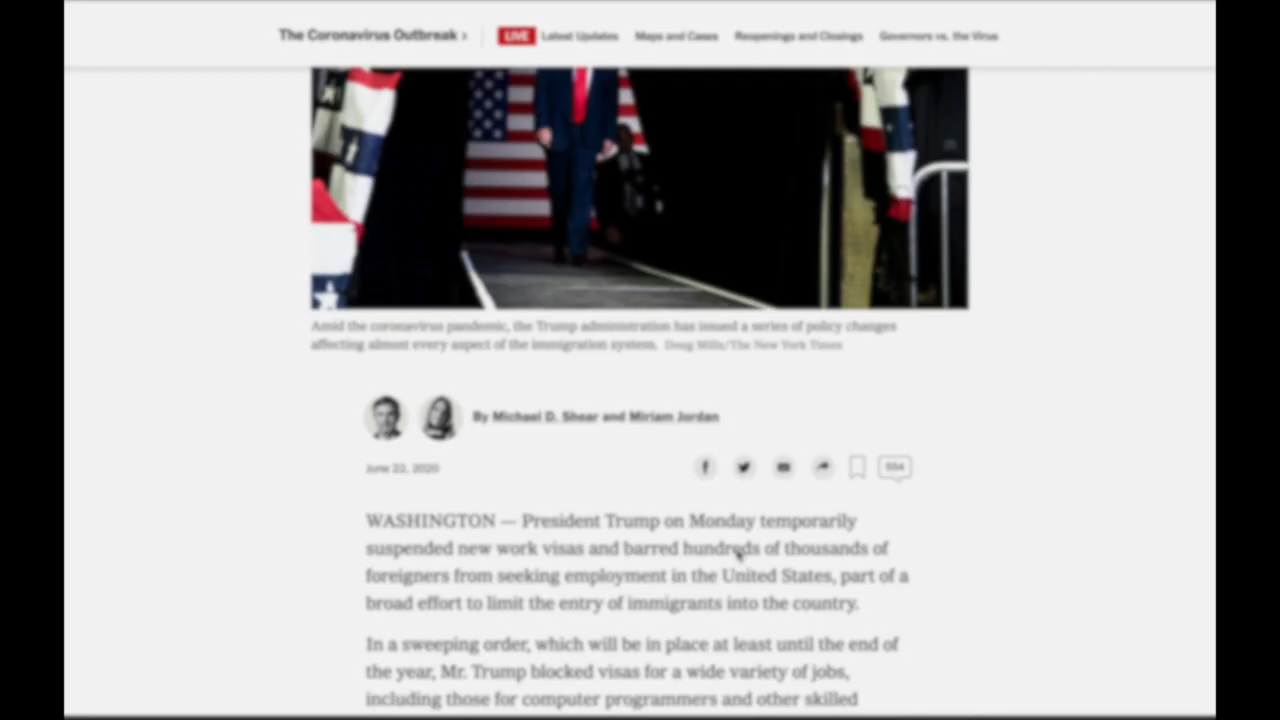 The Coronavirus Outbreak › LIVE Latest Updates Maps and Cases Reopenings and Closings Governors vs. the Virus
Amid the coronavirus pandemic, the Trump administration has issued a series of policy changes
affecting almost every aspect of the immigration system. Doug Mills/The New York Times
By Michael D. Shear and Miriam Jordan
June 22, 2020
554
WASHINGTON — President Trump on Monday temporarily
suspended new work visas and barred hundreds of thousands of
foreigners from seeking employment in the United States, part of a
broad effort to limit the entry of immigrants into the country.
In a sweeping order, which will be in place at least until the end of
the year, Mr. Trump blocked visas for a wide variety of jobs,
including those for computer programmers and other skilled